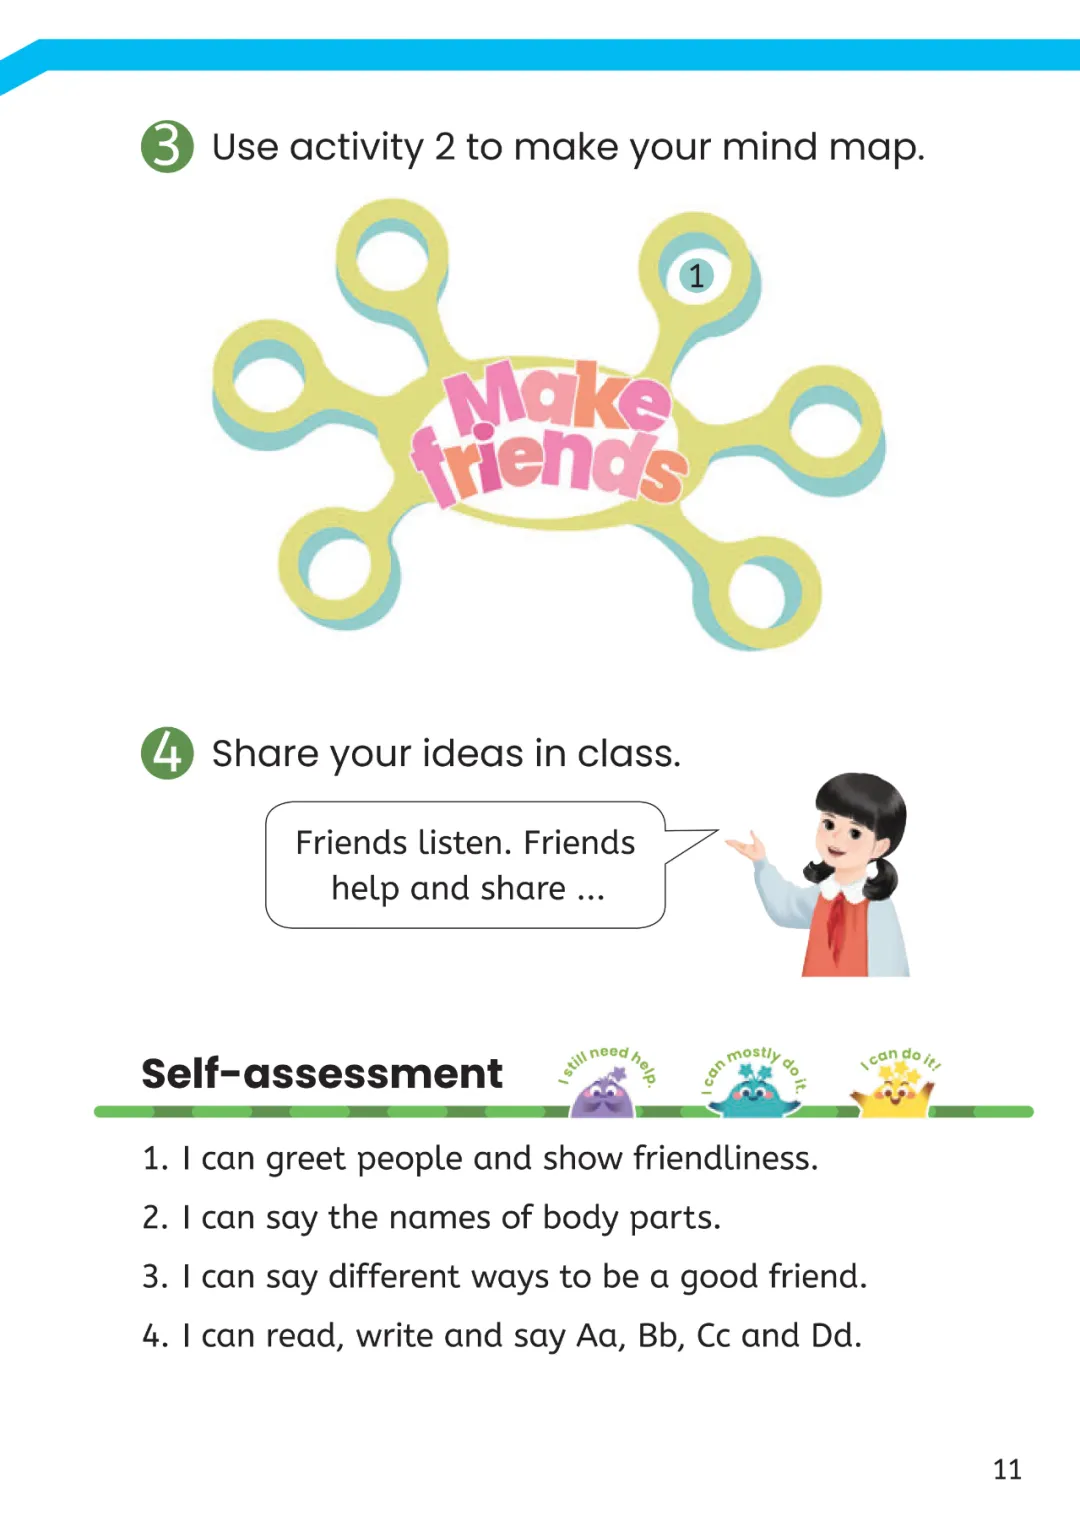 3 Use activity 2 to make your mind map.
1
Make
friends
4 Share your ideas in class.
Friends listen. Friends
help and share ...
Self-assessment
I still need help.
I can mostly do it.
I can do it!
1. I can greet people and show friendliness.
2. I can say the names of body parts.
3. I can say different ways to be a good friend.
4. I can read, write and say Aa, Bb, Cc and Dd.
11